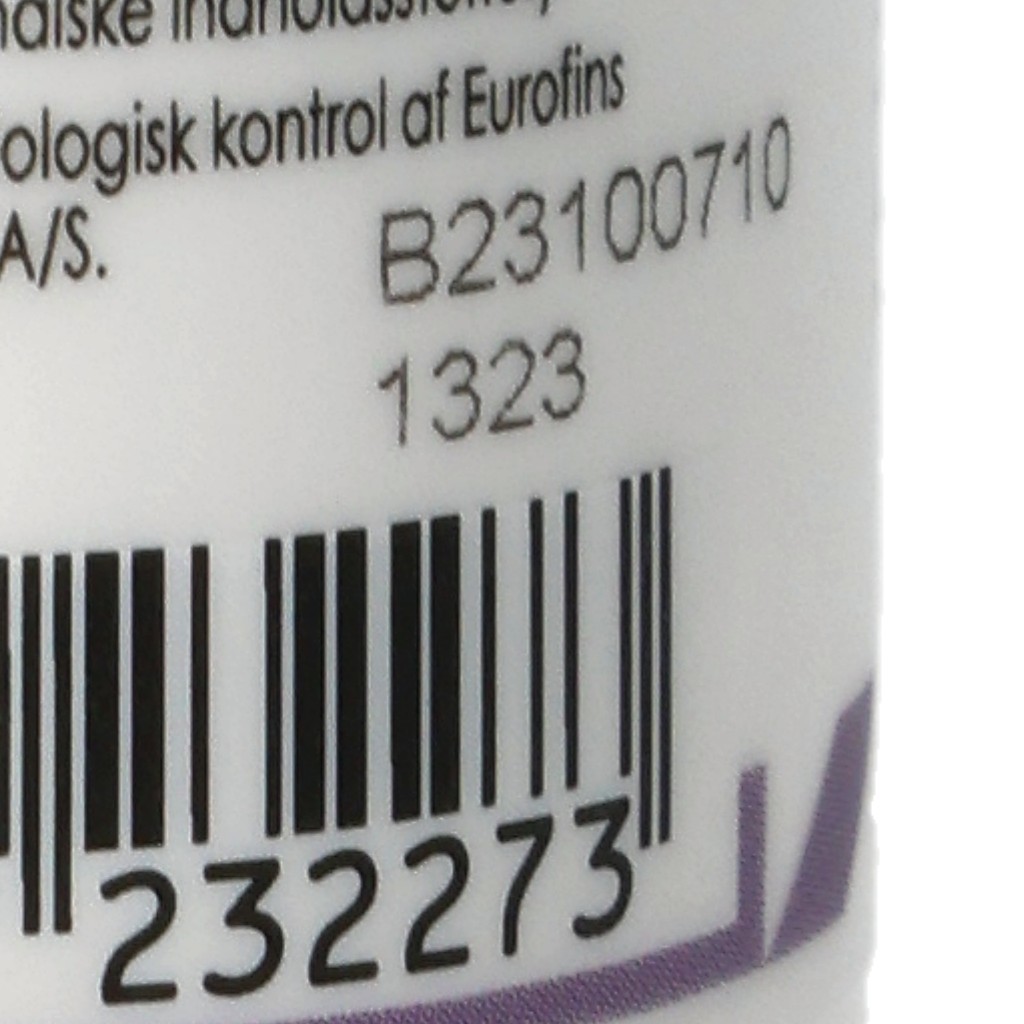 ologisk kontrol af Eurofins
A/S.
B23100710
1323
232273